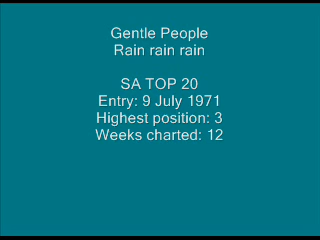 Gentle People
Rain rain rain
SA TOP 20
Entry: 9 July 1971
Highest position: 3
Weeks charted: 12